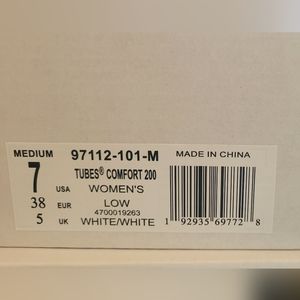 MEDIUM 97112-101-M MADE IN CHINA
7 USA TUBES® COMFORT 200
WOMEN'S
38 EUR LOW
4700019263
5 UK WHITE/WHITE
1 92935 69772 8